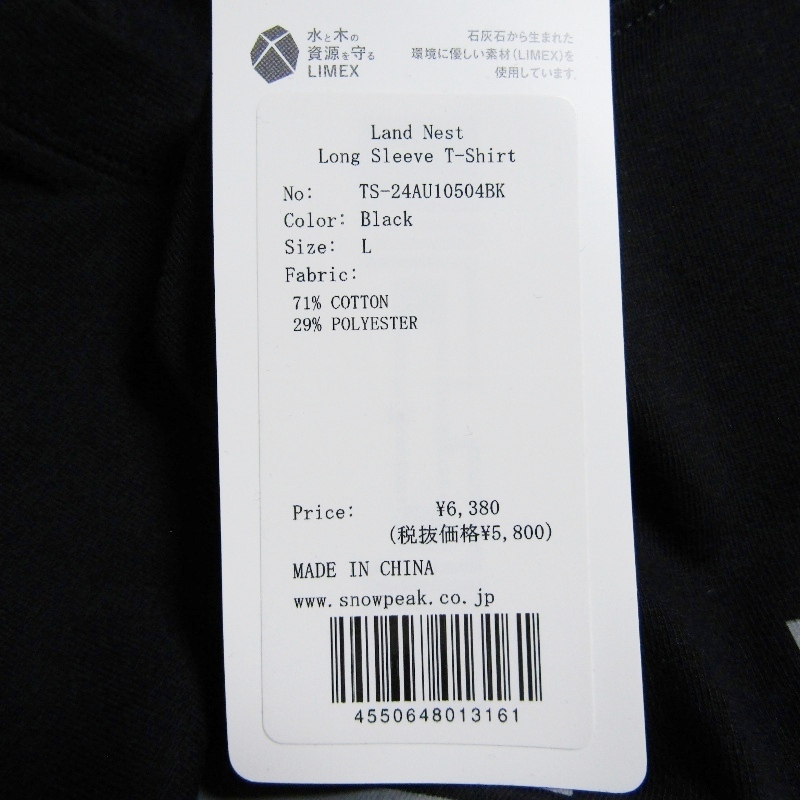 水と木の
資源を守る
LIMEX
石灰石から生まれた
環境に優しい素材(LIMEX)を
使用しています。
Land Nest
Long Sleeve T-Shirt
No: TS-24AU10504BK
Color: Black
Size: L
Fabric:
71% COTTON
29% POLYESTER
Price: ¥6,380
(税抜価格¥5,800)
MADE IN CHINA
www.snowpeak.co.jp
4550648013161